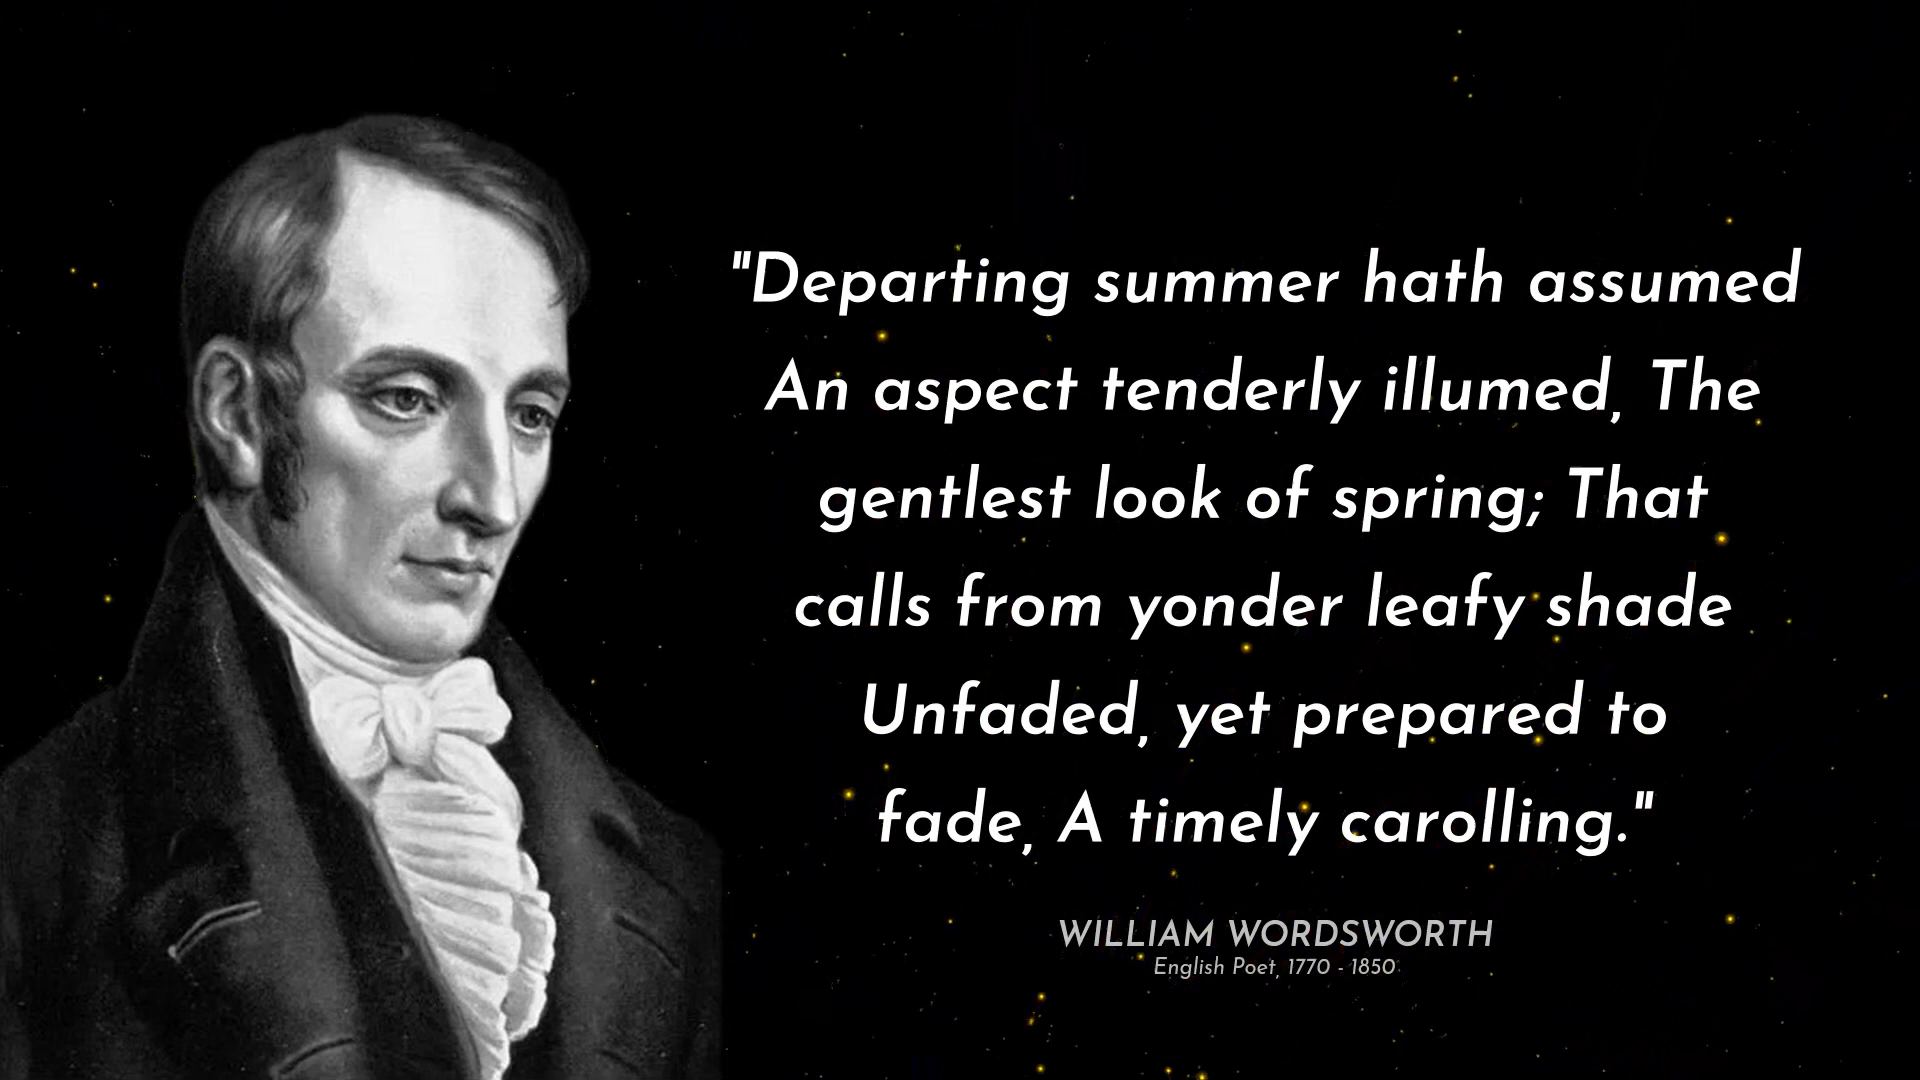 "Departing summer hath assumed
An aspect tenderly illumed, The
gentlest look of spring; That
calls from yonder leafy shade
Unfaded, yet prepared to
fade, A timely carolling."
WILLIAM WORDSWORTH
English Poet, 1770 - 1850